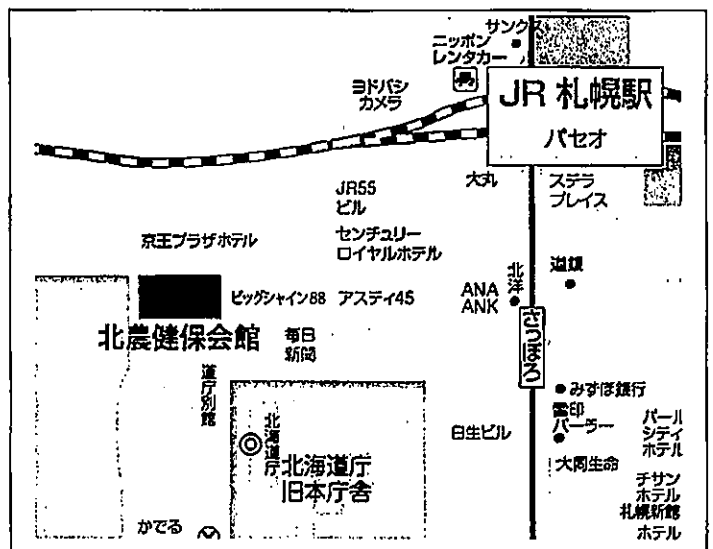 サンクス
ニッポン
レンタカー
ヨドバシ
カメラ
JR 札幌駅
パセオ
大丸
ステラ
プレイス
JR55
ビル
京王プラザホテル
センチュリー
ロイヤルホテル
北洋
道銀
ビッグシャイン88
アスティ45
ANA
ANK
さっぽろ
北農健保会館
毎日
新聞
道庁別館
みずほ銀行
雪印
パーラー
パール
シティ
ホテル
日生ビル
北海道庁
北海道庁
旧本庁舎
大同生命
チサン
ホテル
札幌新館
かでる
ホテル